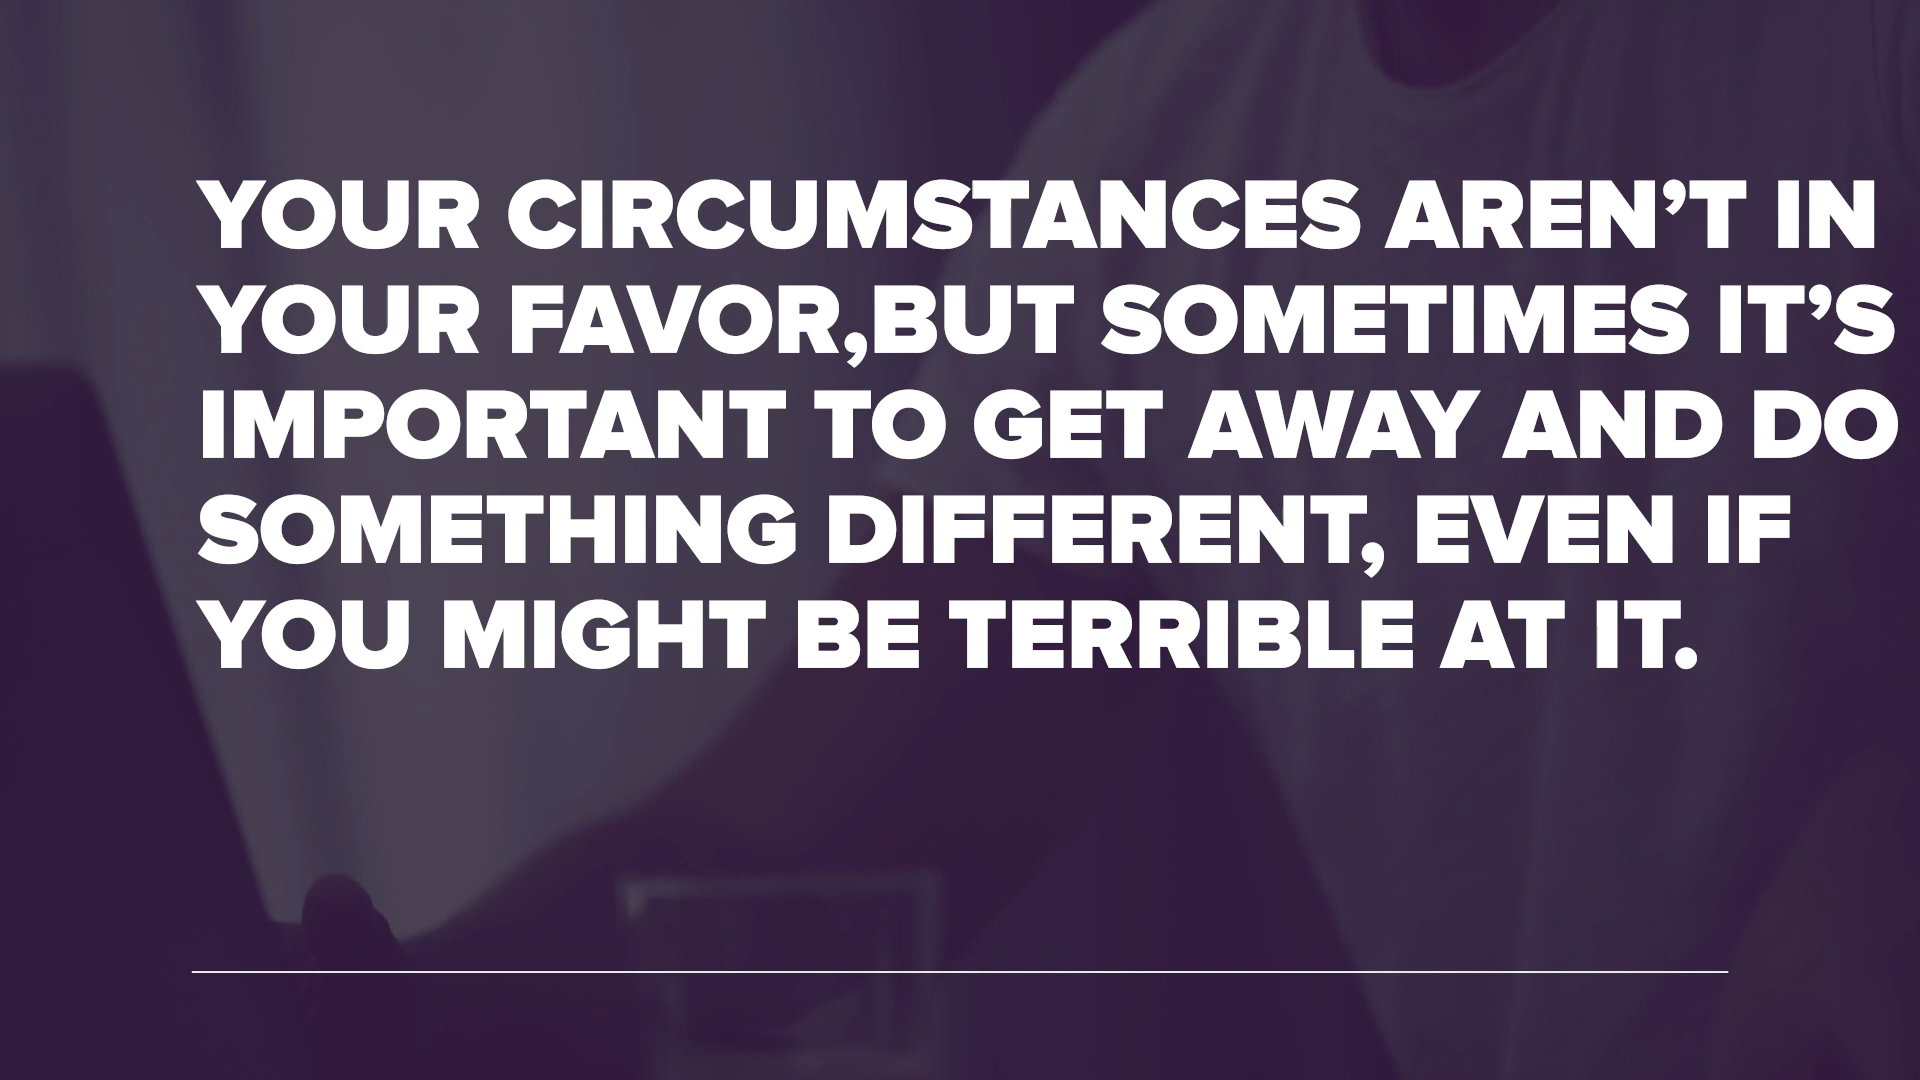 YOUR CIRCUMSTANCES AREN’T IN
YOUR FAVOR,BUT SOMETIMES IT’S
IMPORTANT TO GET AWAY AND DO
SOMETHING DIFFERENT, EVEN IF
YOU MIGHT BE TERRIBLE AT IT.